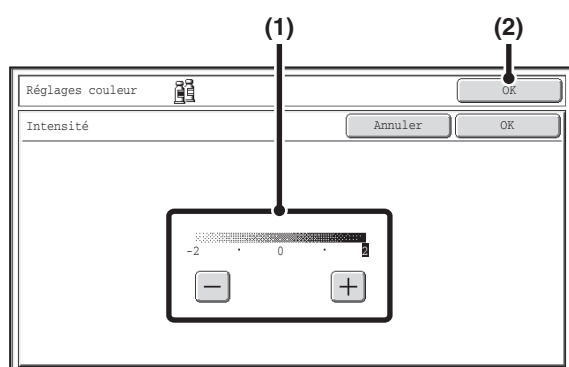 (1) (2)
Réglages couleur OK
Intensité Annuler OK
-2 · 0 · 2
− +